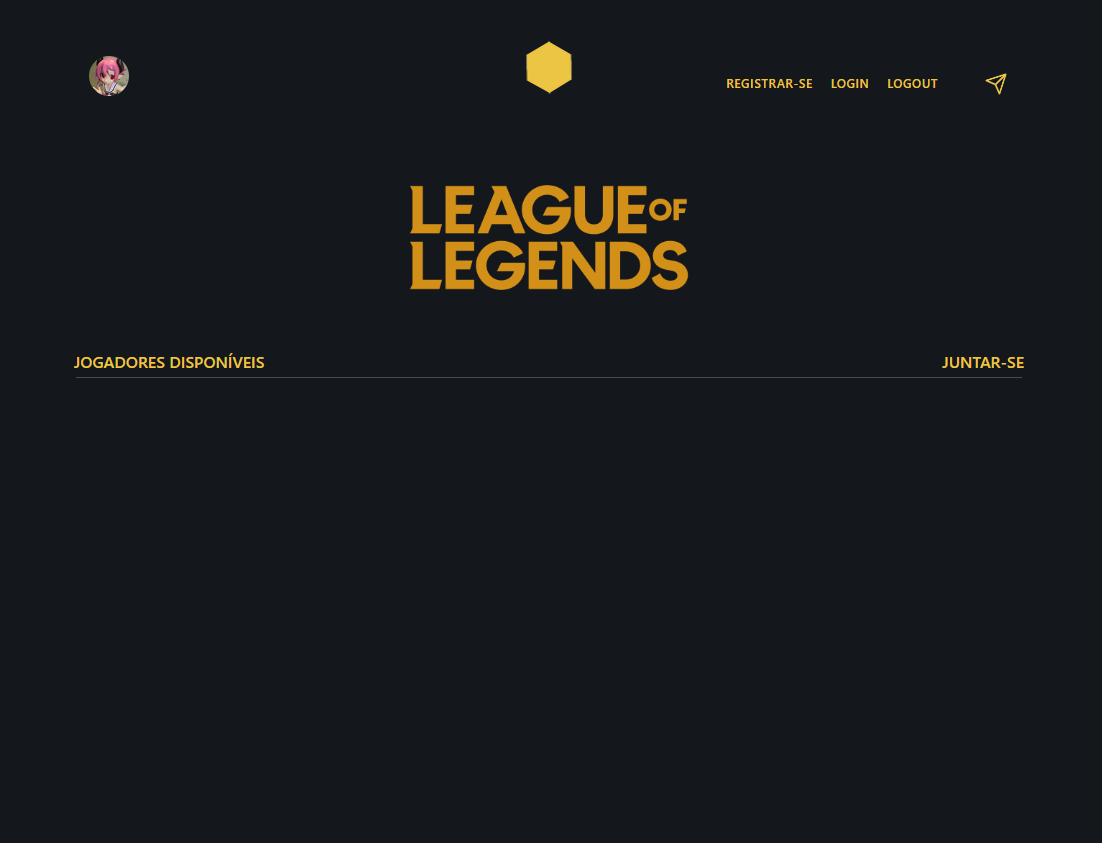 REGISTRAR-SE LOGIN LOGOUT
LEAGUE OF
LEGENDS
JOGADORES DISPONÍVEIS JUNTAR-SE